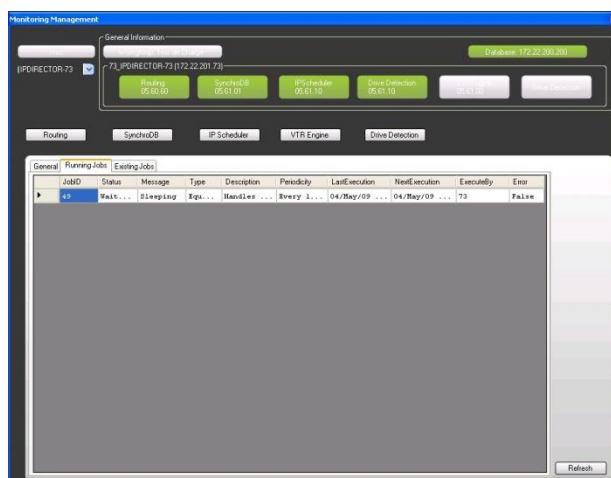 Monitoring Management
General Information
Database: 172.22.200.200
IPDIRECTOR-73
73_IPDIRECTOR-73 (172.22.201.73)
Routing
05.60.60
SynchroDB
05.61.01
IPScheduler
05.61.10
Drive Detection
05.61.10
Drive Detection
Routing SynchroDB IP Scheduler VTR Engine Drive Detection
General Running Jobs Existing Jobs
JobID Status Message Type Description Periodicity LastExecution NextExecution ExecuteBy Error
49 Wait... Sleeping Equ... Handles ... Every 1... 04/May/09 ... 04/May/09 ... 73 False
Refresh